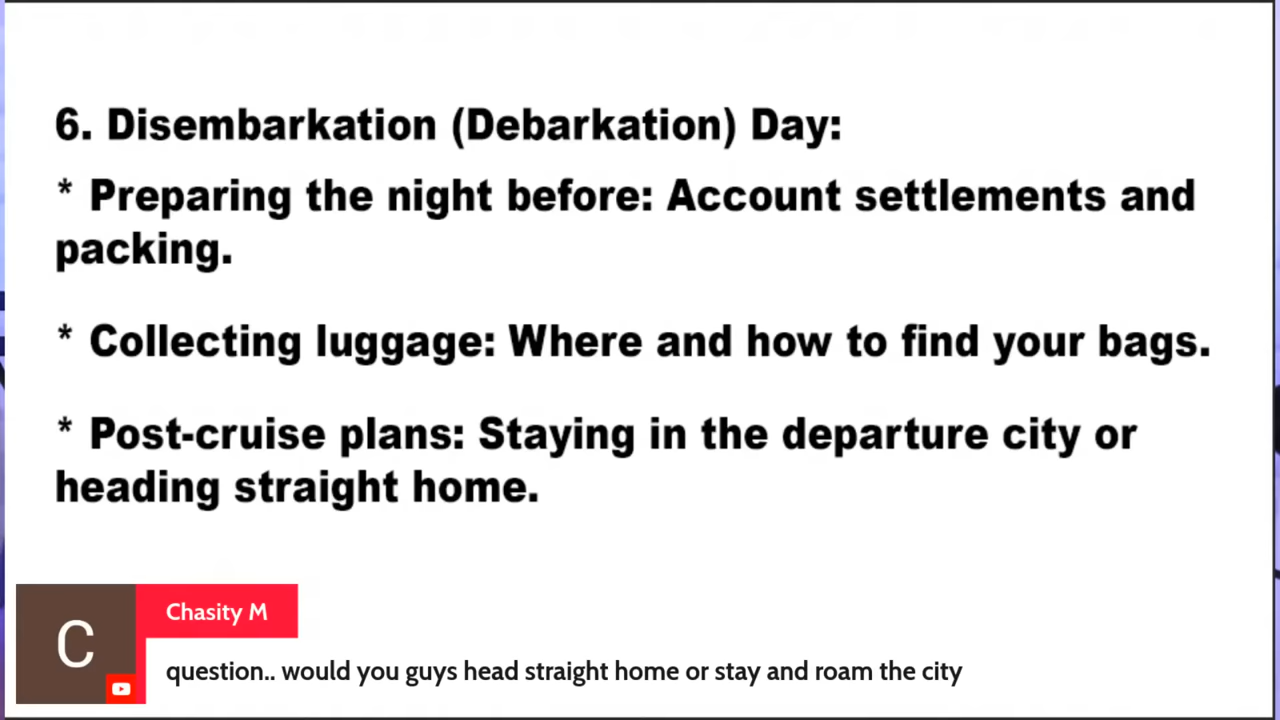 6. Disembarkation (Debarkation) Day:
* Preparing the night before: Account settlements and
packing.
* Collecting luggage: Where and how to find your bags.
* Post-cruise plans: Staying in the departure city or
heading straight home.
C
Chasity M
question.. would you guys head straight home or stay and roam the city